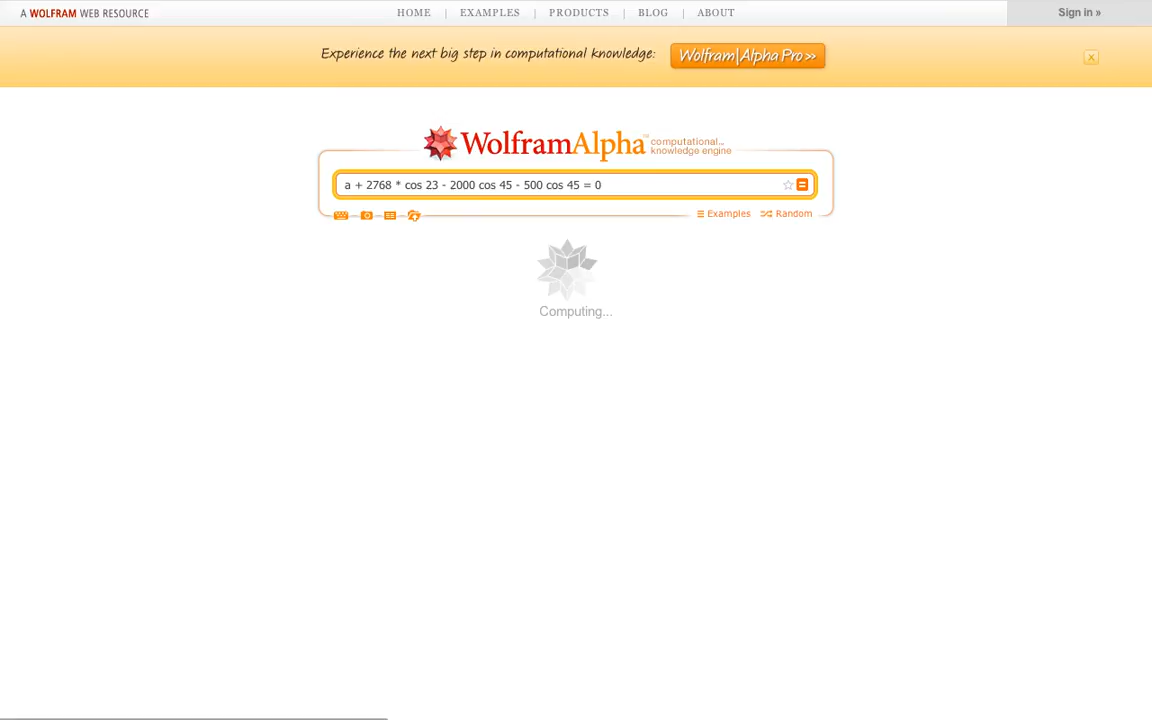 A WOLFRAM WEB RESOURCE
HOME | EXAMPLES | PRODUCTS | BLOG | ABOUT
Sign in »
Experience the next big step in computational knowledge:
Wolfram|Alpha Pro >>
x
WolframAlpha™ computational...
knowledge engine
a + 2768 * cos 23 - 2000 cos 45 - 500 cos 45 = 0
Examples
Random
Computing...